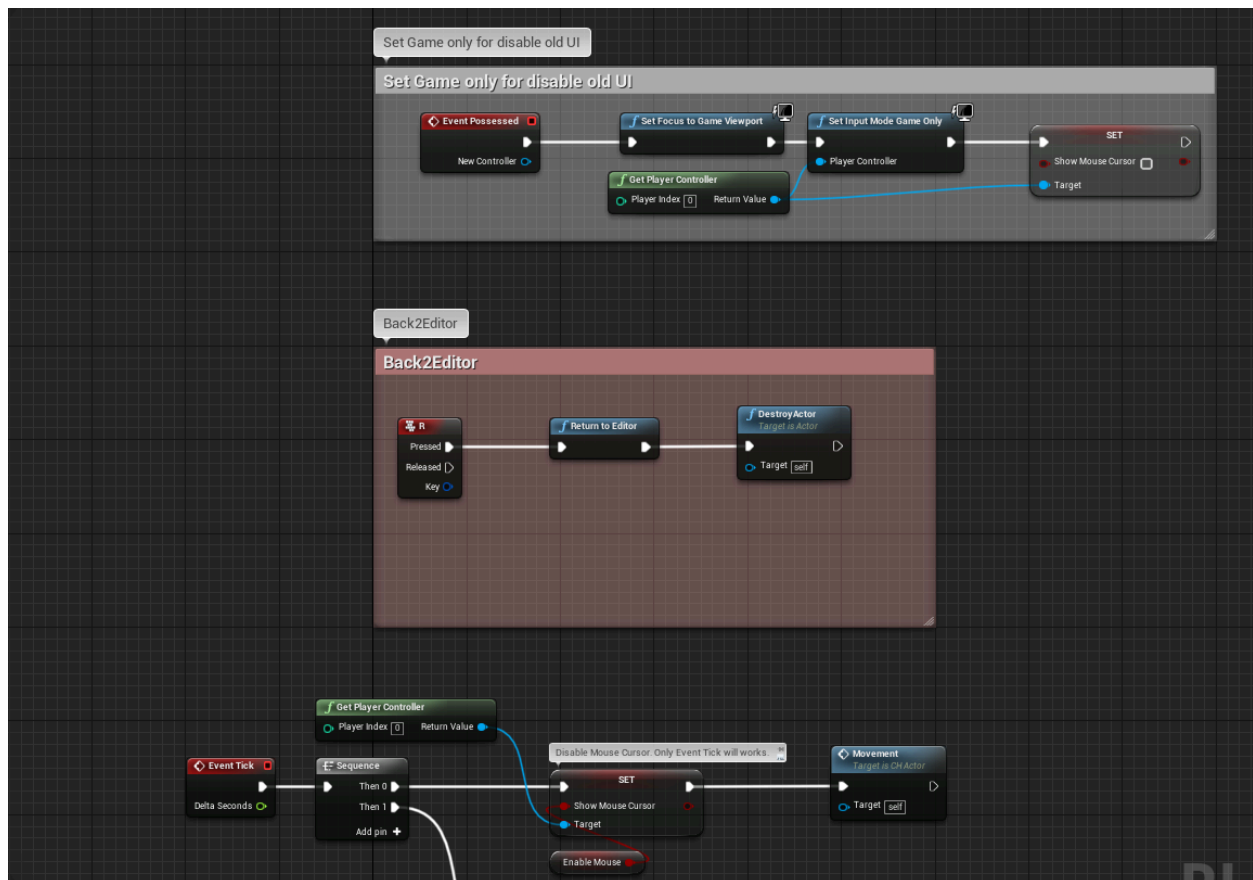 Set Game only for disable old UI
Set Game only for disable old UI
Event Possessed
New Controller
Set Focus to Game Viewport
Set Input Mode Game Only
Player Controller
Get Player Controller
Player Index 0 Return Value
SET
Show Mouse Cursor
Target
Back2Editor
Back2Editor
R
Pressed
Released
Key
Return to Editor
DestroyActor
Target is Actor
Target self
Get Player Controller
Player Index 0 Return Value
Event Tick
Delta Seconds
Sequence
Then 0
Then 1
Add pin
Disable Mouse Cursor. Only Event Tick will works.
SET
Show Mouse Cursor
Target
Enable Mouse
Movement
Target is CH Actor
Target self